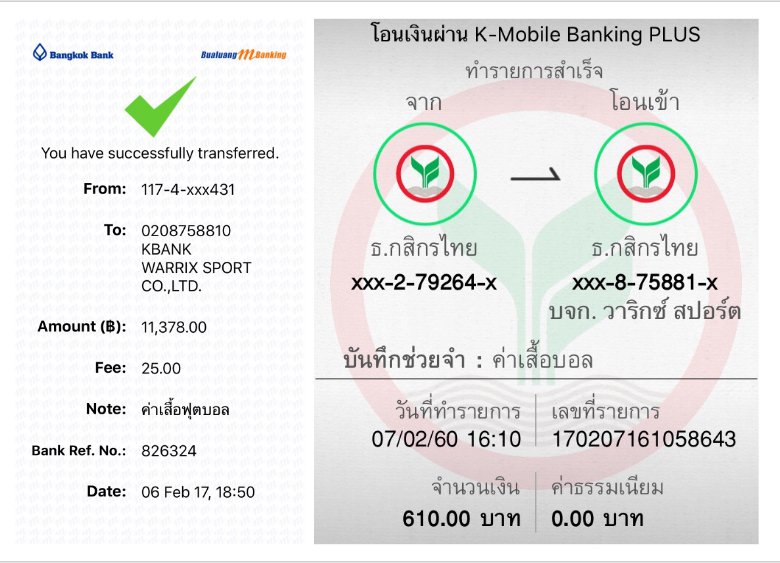 Bangkok Bank
Bualuang mBanking
You have successfully transferred.
From: 117-4-xxx431
To: 0208758810
KBANK
WARRIX SPORT
CO.,LTD.
Amount (฿): 11,378.00
Fee: 25.00
Note: ค่าเสื้อฟุตบอล
Bank Ref. No.: 826324
Date: 06 Feb 17, 18:50
โอนเงินผ่าน K-Mobile Banking PLUS
ทำรายการสำเร็จ
จาก โอนเข้า
ธ.กสิกรไทย ธ.กสิกรไทย
xxx-2-79264-x xxx-8-75881-x
บจก. วาริกซ์ สปอร์ต
บันทึกช่วยจำ : ค่าเสื้อบอล
วันที่ทำรายการ เลขที่รายการ
07/02/60 16:10 170207161058643
จำนวนเงิน ค่าธรรมเนียม
610.00 บาท 0.00 บาท